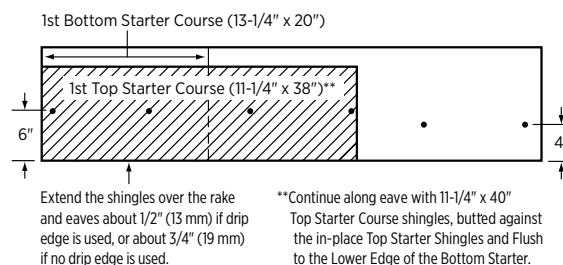 1st Bottom Starter Course (13-1/4" x 20")
1st Top Starter Course (11-1/4" x 38")**
6"
4
Extend the shingles over the rake
and eaves about 1/2" (13 mm) if drip
edge is used, or about 3/4" (19 mm)
if no drip edge is used.
**Continue along eave with 11-1/4" x 40"
Top Starter Course shingles, butted against
the in-place Top Starter Shingles and Flush
to the Lower Edge of the Bottom Starter.